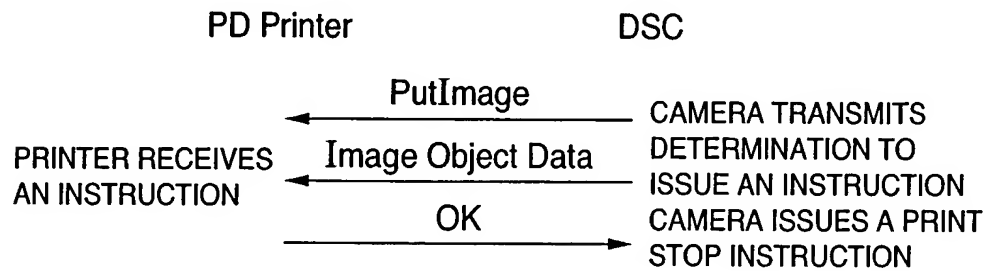 PD Printer DSC
PutImage
Image Object Data
OK
PRINTER RECEIVES
AN INSTRUCTION
CAMERA TRANSMITS
DETERMINATION TO
ISSUE AN INSTRUCTION
CAMERA ISSUES A PRINT
STOP INSTRUCTION